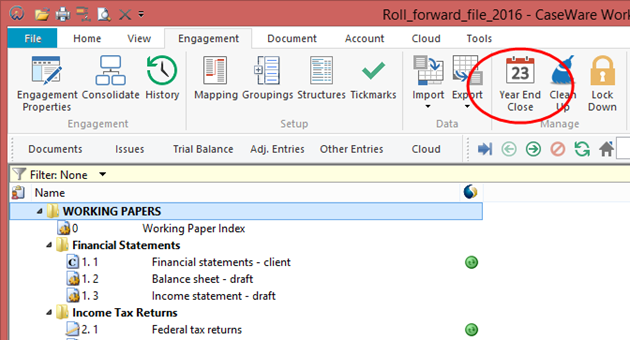 Roll_forward_file_2016 - CaseWare Wor
File Home View Engagement Document Account Cloud Tools
Engagement Properties Consolidate History Mapping Groupings Structures Tickmarks Import Export 23 Year End Close Clean Up Lock Down
Engagement Setup Data Manage
Documents Issues Trial Balance Adj. Entries Other Entries Cloud
Filter: None
Name
WORKING PAPERS
0 Working Paper Index
Financial Statements
C 1. 1 Financial statements - client
1. 2 Balance sheet - draft
1. 3 Income statement - draft
Income Tax Returns
2. 1 Federal tax returns